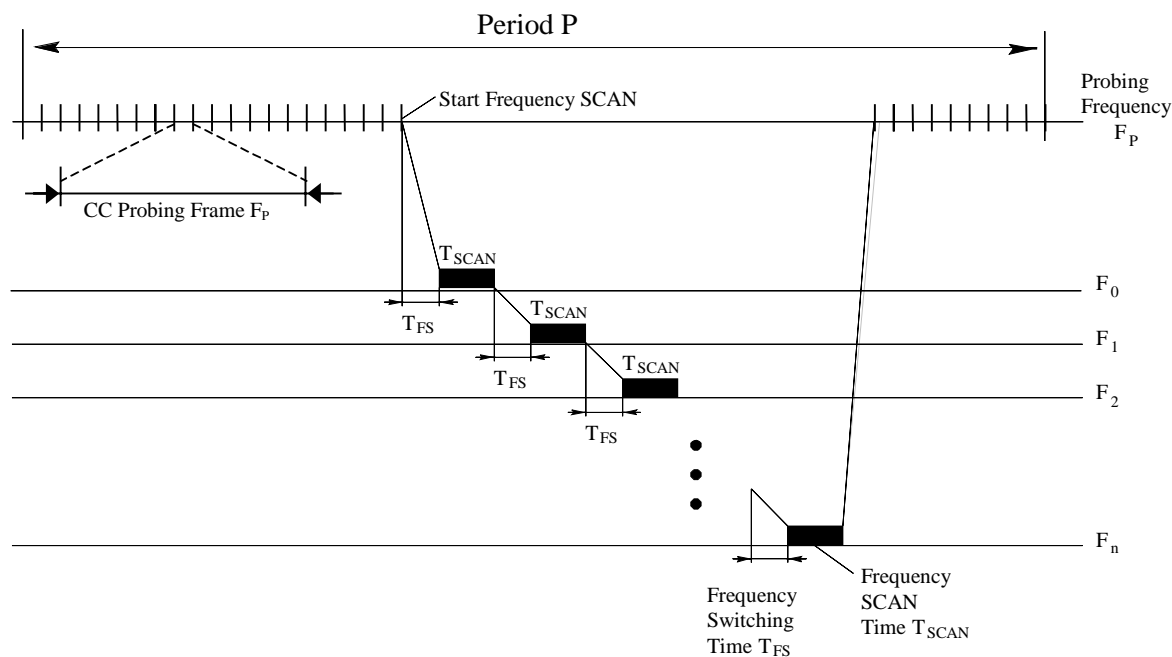 Period P
Start Frequency SCAN
Probing
Frequency
F_P
CC Probing Frame F_P
T_SCAN
F_0
T_FS
T_SCAN
F_1
T_FS
T_SCAN
F_2
T_FS
F_n
Frequency
Switching
Time T_FS
Frequency
SCAN
Time T_SCAN